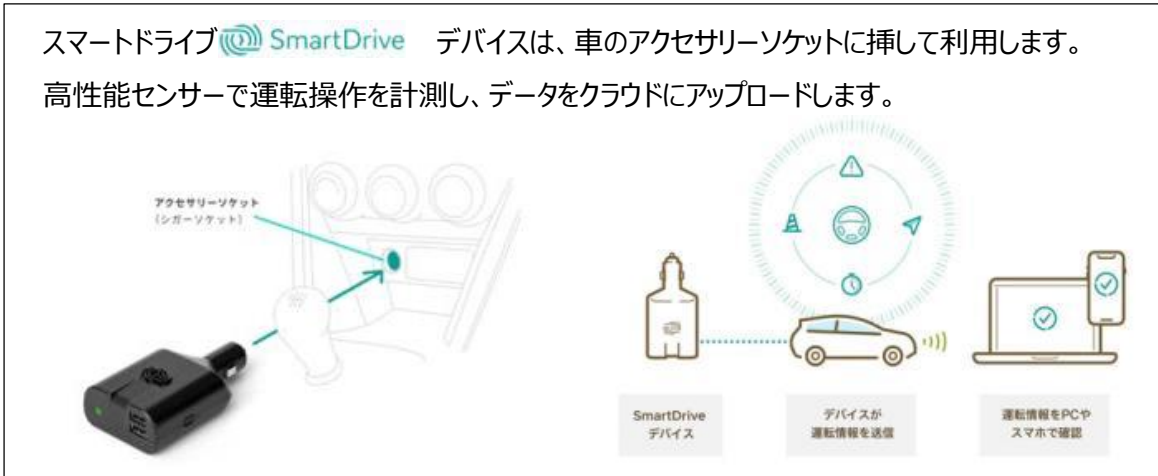 スマートドライブ SmartDrive デバイスは、車のアクセサリーソケットに挿して利用します。
高性能センサーで運転操作を計測し、データをクラウドにアップロードします。
アクセサリーソケット
(シガーソケット)
SmartDrive
デバイス
デバイスが
運転情報を送信
運転情報をPCや
スマホで確認